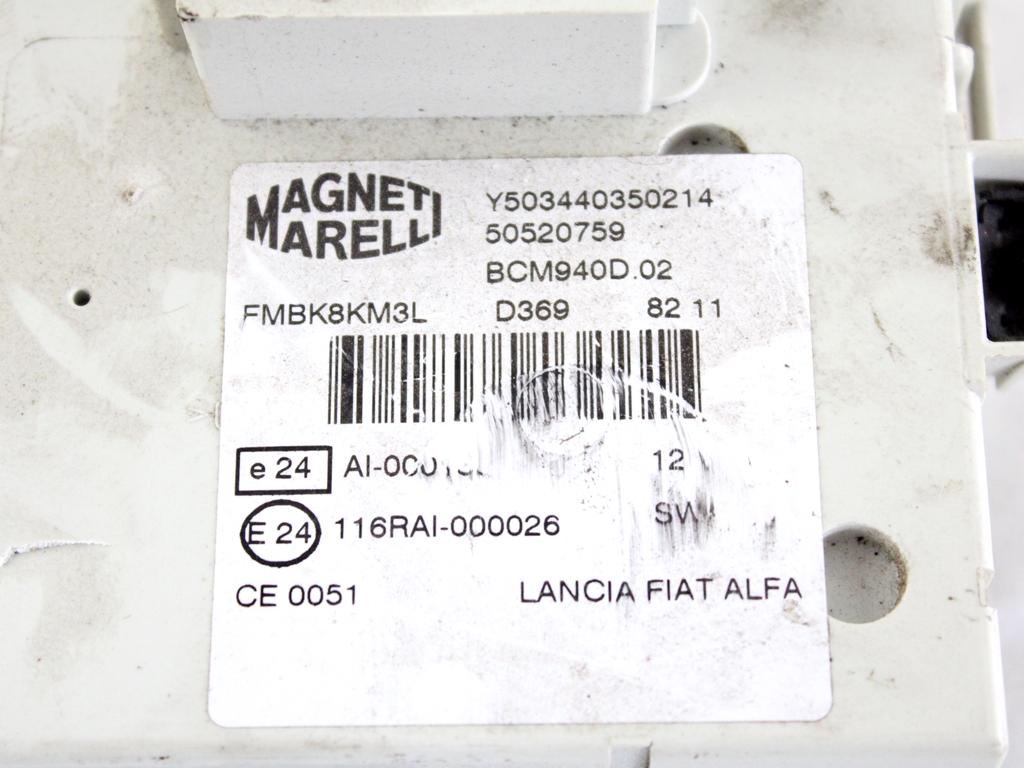 MAGNETI
MARELLI
Y503440350214
50520759
BCM940D.02
FMBK8KM3L D369 82 11
e 24 12
E 24 116RAI-000026
CE 0051 LANCIA FIAT ALFA